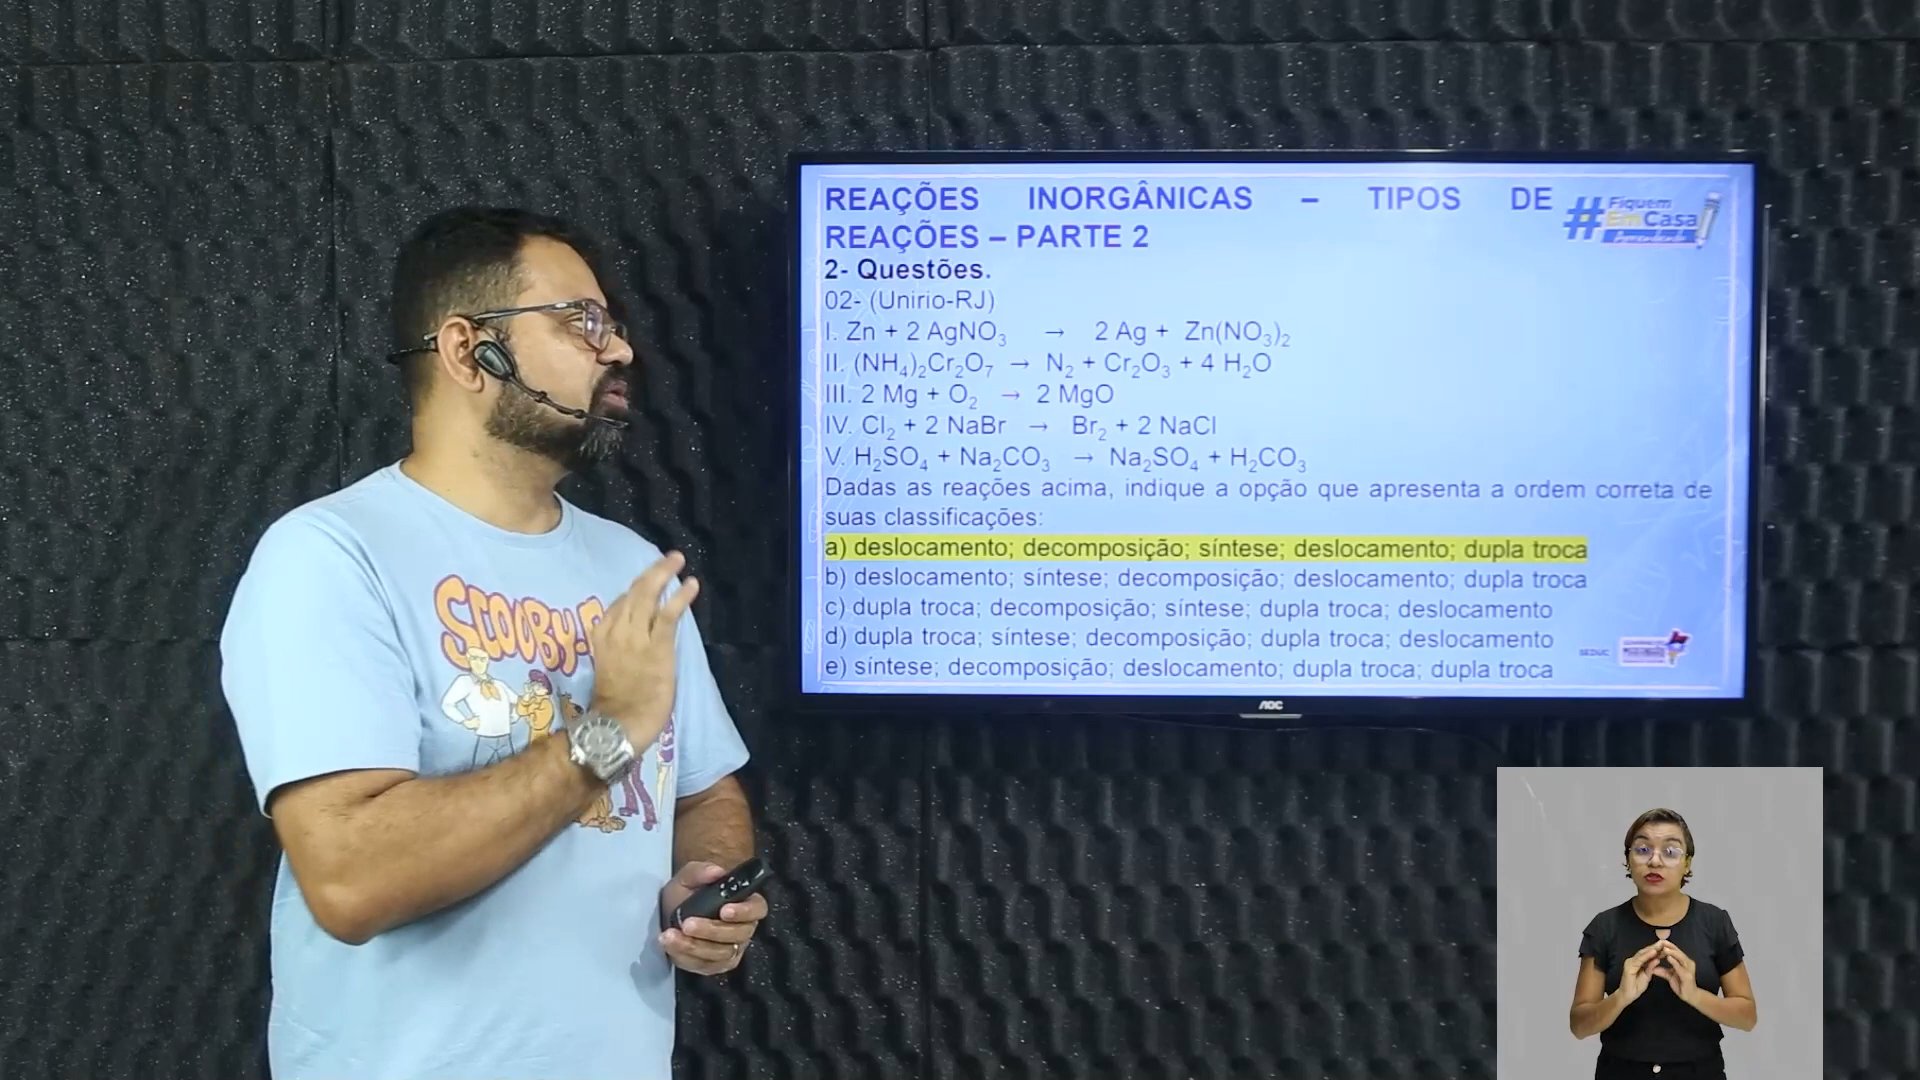 REAÇÕES INORGÂNICAS – TIPOS DE
REAÇÕES – PARTE 2
#Fiquem
EmCasa
Aprendendo
2- Questões.
02- (Unirio-RJ)
I. Zn + 2 AgNO₃ → 2 Ag + Zn(NO₃)₂
II. (NH₄)₂Cr₂O₇ → N₂ + Cr₂O₃ + 4 H₂O
III. 2 Mg + O₂ → 2 MgO
IV. Cl₂ + 2 NaBr → Br₂ + 2 NaCl
V. H₂SO₄ + Na₂CO₃ → Na₂SO₄ + H₂CO₃
Dadas as reações acima, indique a opção que apresenta a ordem correta de
suas classificações:
a) deslocamento; decomposição; síntese; deslocamento; dupla troca
b) deslocamento; síntese; decomposição; deslocamento; dupla troca
c) dupla troca; decomposição; síntese; dupla troca; deslocamento
d) dupla troca; síntese; decomposição; dupla troca; deslocamento
e) síntese; decomposição; deslocamento; dupla troca; dupla troca
SEDUC
AOC
SCOOBY-D